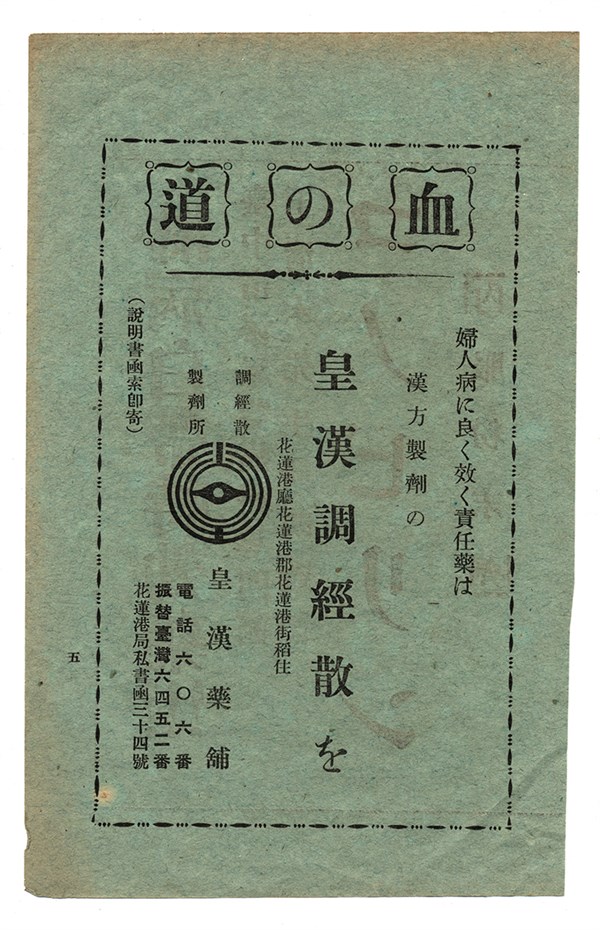 血の道
婦人病に良く效く責任藥は
漢方製劑の
皇漢調經散を
花蓮港廳花蓮港郡花蓮港街稻住
調經散
製劑所
皇漢藥舖
電話六〇六番
振替臺灣六四五二番
花蓮港局私書函三十四號
(說明書函索卽寄)
五